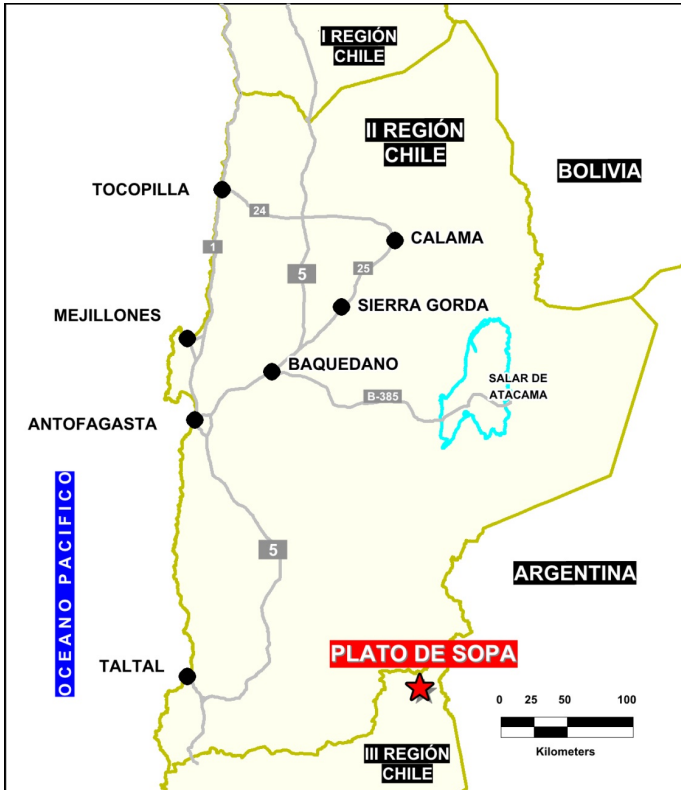 I REGIÓN
CHILE
II REGIÓN
CHILE
BOLIVIA
TOCOPILLA
24
CALAMA
1
5
25
SIERRA GORDA
MEJILLONES
BAQUEDANO
SALAR DE
ATACAMA
B-385
ANTOFAGASTA
OCEANO PACIFICO
5
ARGENTINA
PLATO DE SOPA
TALTAL
0 25 50 100
Kilometers
III REGIÓN
CHILE